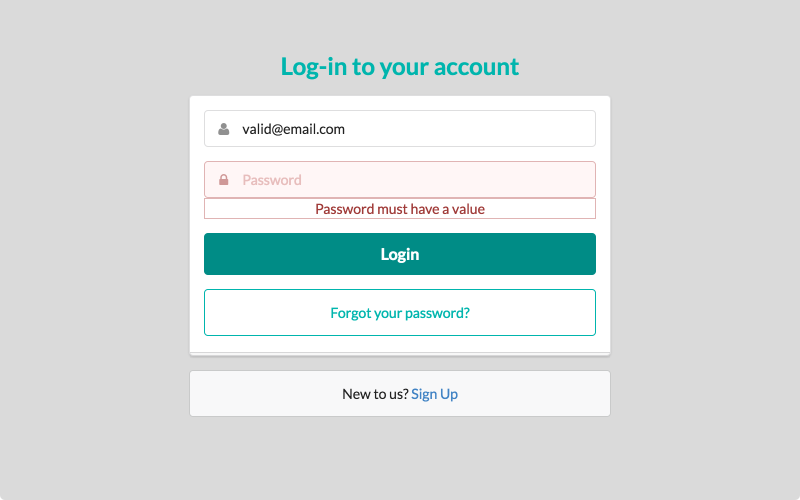 Log-in to your account
valid@email.com
Password
Password must have a value
Login
Forgot your password?
New to us? Sign Up